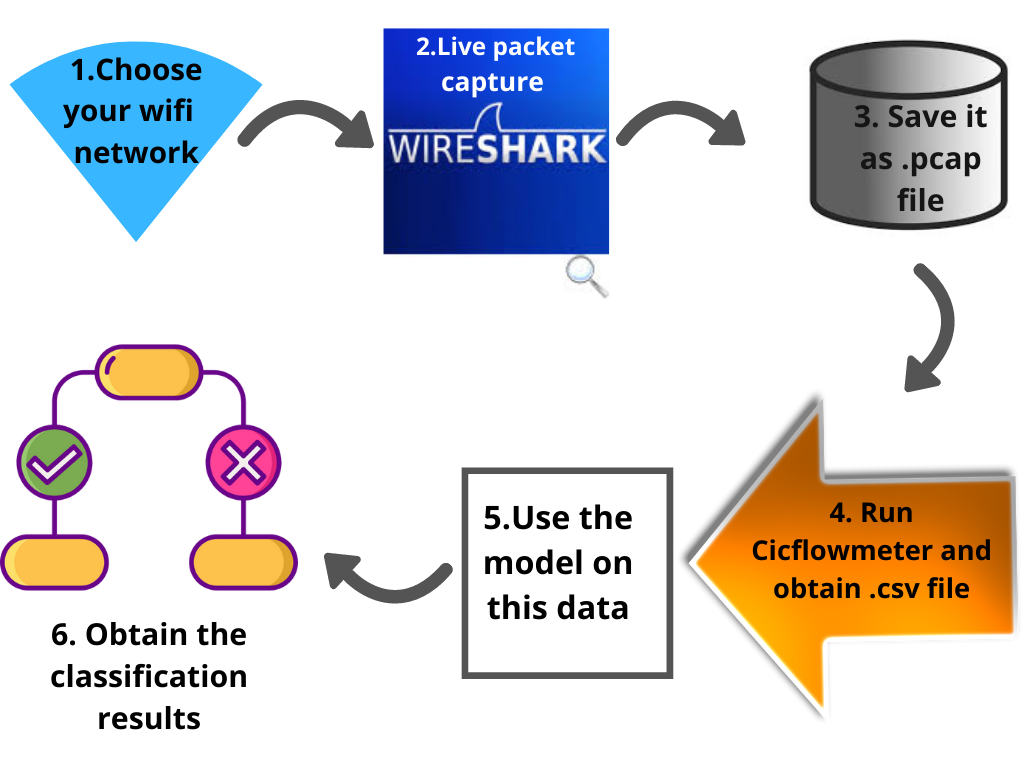 1.Choose
your wifi
network
2.Live packet
capture
WIRESHARK
3. Save it
as .pcap
file
4. Run
Cicflowmeter and
obtain .csv file
5.Use the
model on
this data
6. Obtain the
classification
results